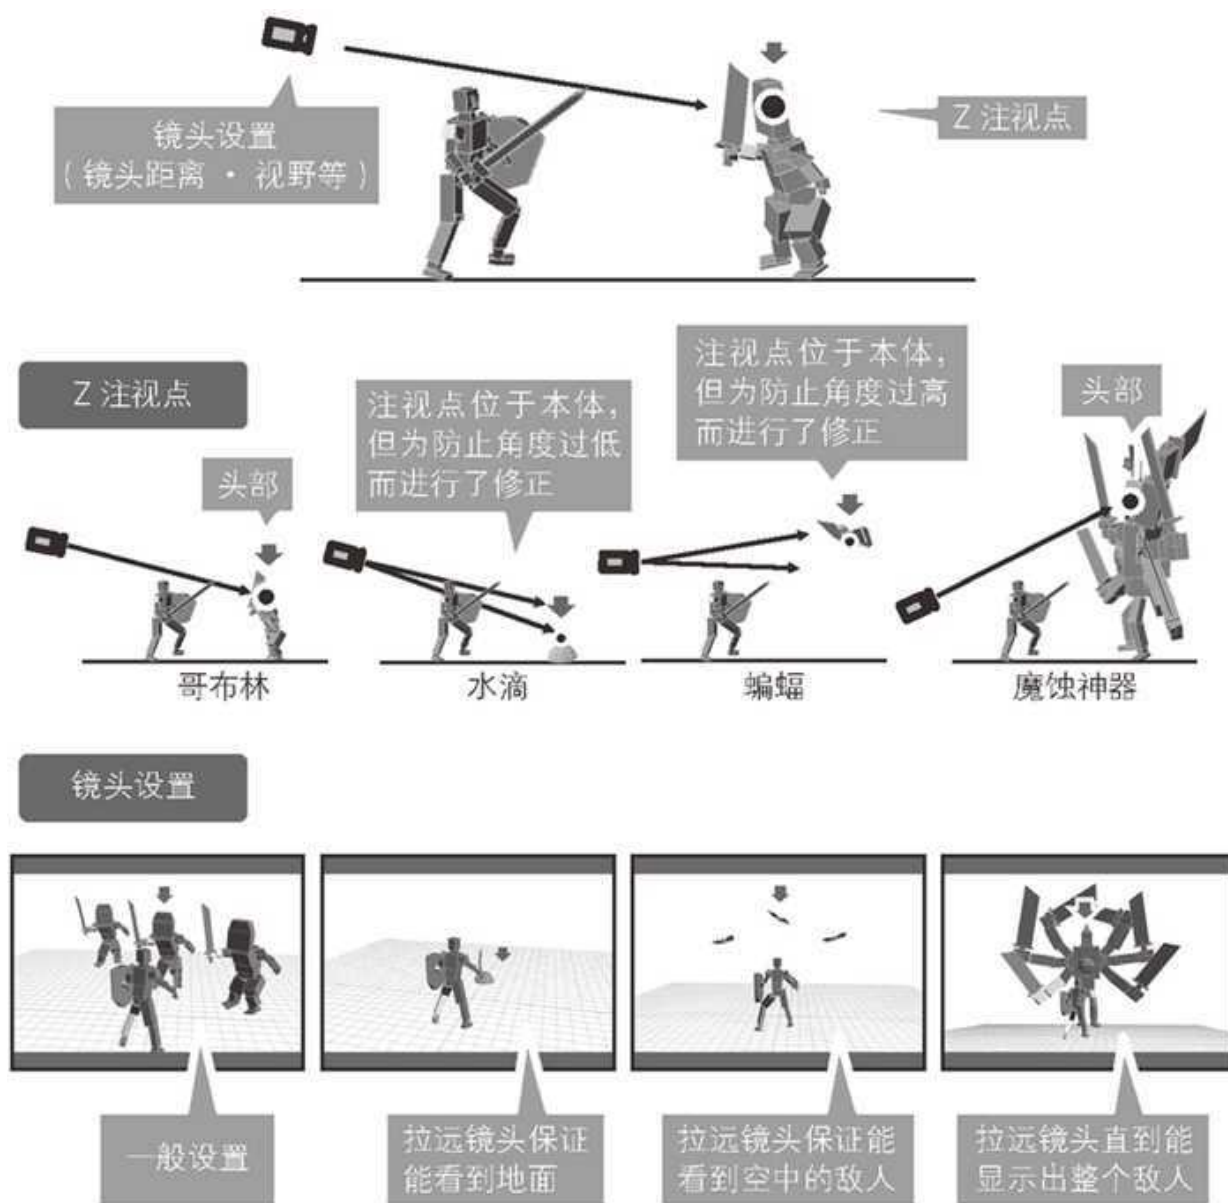 镜头设置
（镜头距离 · 视野等）
Z 注视点
Z 注视点
头部
注视点位于本体，
但为防止角度过低
而进行了修正
注视点位于本体，
但为防止角度过高
而进行了修正
头部
哥布林
水滴
蝙蝠
魔蚀神器
镜头设置
一般设置
拉远镜头保证
能看到地面
拉远镜头保证能
看到空中的敌人
拉远镜头直到能
显示出整个敌人